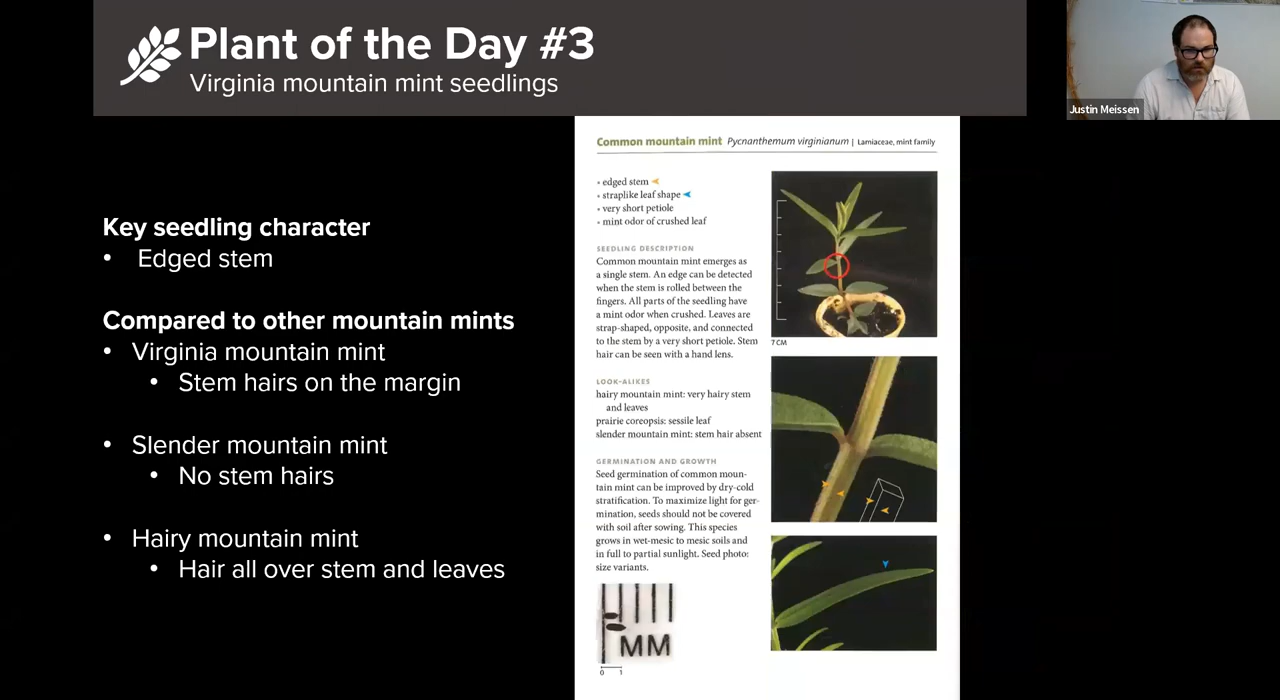 Plant of the Day #3
Virginia mountain mint seedlings
Justin Meissen
Key seedling character
• Edged stem
Compared to other mountain mints
• Virginia mountain mint
• Stem hairs on the margin
• Slender mountain mint
• No stem hairs
• Hairy mountain mint
• Hair all over stem and leaves
Common mountain mint Pycnanthemum virginianum | Lamiaceae, mint family
• edged stem
• straplike leaf shape
• very short petiole
• mint odor of crushed leaf
SEEDLING DESCRIPTION
Common mountain mint emerges as
a single stem. An edge can be detected
when the stem is rolled between the
fingers. All parts of the seedling have
a mint odor when crushed. Leaves are
strap-shaped, opposite, and connected
to the stem by a very short petiole. Stem
hair can be seen with a hand lens.
LOOK-ALIKES
hairy mountain mint: very hairy stem
and leaves
prairie coreopsis: sessile leaf
slender mountain mint: stem hair absent
GERMINATION AND GROWTH
Seed germination of common moun-
tain mint can be improved by dry-cold
stratification. To maximize light for ger-
mination, seeds should not be covered
with soil after sowing. This species
grows in wet-mesic to mesic soils and
in full to partial sunlight. Seed photo:
size variants.
MM
0 1
7 CM